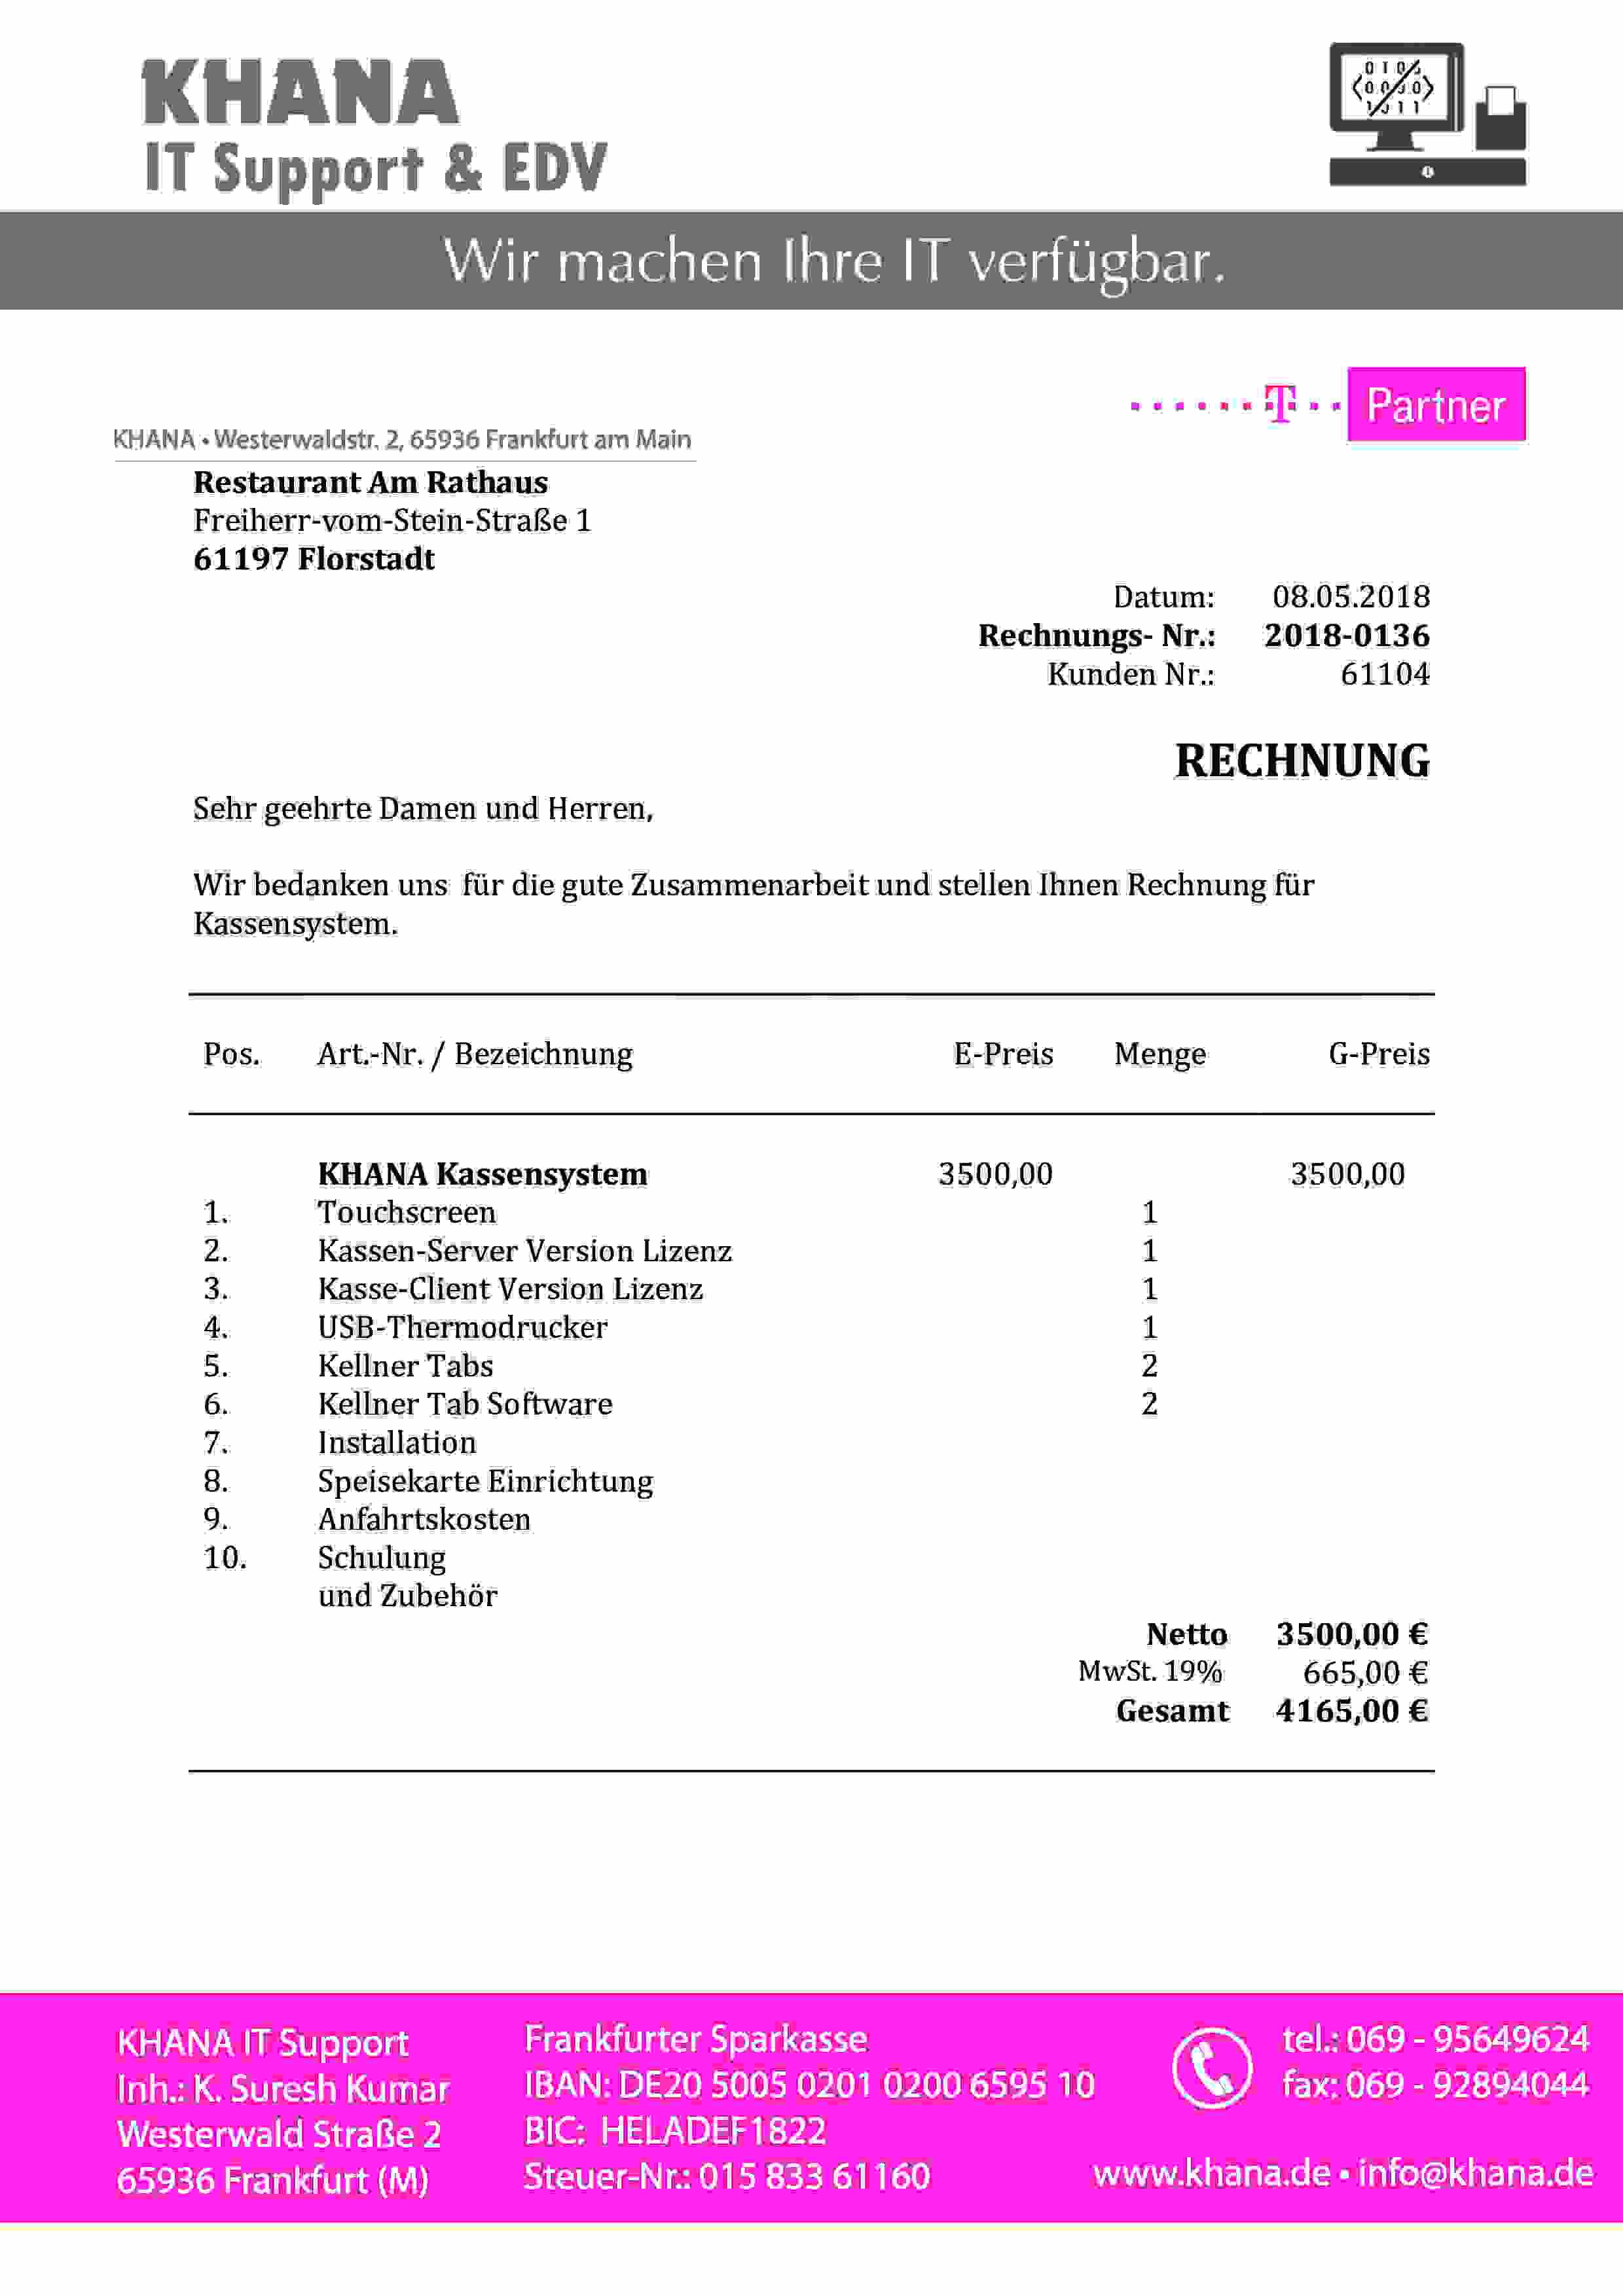 KHANA
IT Support & EDV
Wir machen Ihre IT verfügbar.
T Partner
KHANA • Westerwaldstr. 2, 65936 Frankfurt am Main
Restaurant Am Rathaus
Freiherr-vom-Stein-Straße 1
61197 Florstadt
Datum: 08.05.2018
Rechnungs- Nr.: 2018-0136
Kunden Nr.: 61104
RECHNUNG
Sehr geehrte Damen und Herren,
Wir bedanken uns für die gute Zusammenarbeit und stellen Ihnen Rechnung für
Kassensystem.
Pos. Art.-Nr. / Bezeichnung E-Preis Menge G-Preis
KHANA Kassensystem 3500,00 3500,00
1. Touchscreen 1
2. Kassen-Server Version Lizenz 1
3. Kasse-Client Version Lizenz 1
4. USB-Thermodrucker 1
5. Kellner Tabs 2
6. Kellner Tab Software 2
7. Installation
8. Speisekarte Einrichtung
9. Anfahrtskosten
10. Schulung
und Zubehör
Netto 3500,00 €
MwSt. 19% 665,00 €
Gesamt 4165,00 €
KHANA IT Support
Inh.: K. Suresh Kumar
Westerwald Straße 2
65936 Frankfurt (M)
Frankfurter Sparkasse
IBAN: DE20 5005 0201 0200 6595 10
BIC: HELADEF1822
Steuer-Nr.: 015 833 61160
tel.: 069 - 95649624
fax: 069 - 92894044
www.khana.de • info@khana.de